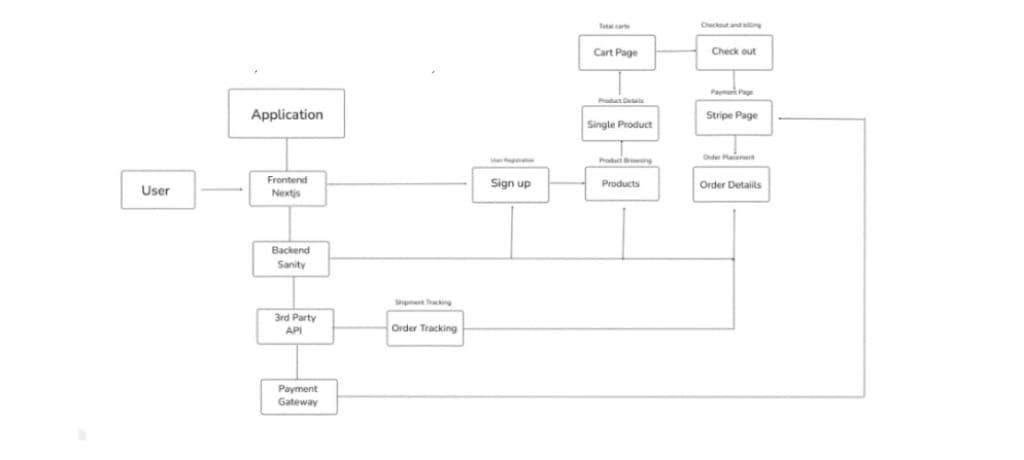 Total carts
Checkout and billing
Cart Page
Check out
Application
Payment Page
Product Details
Stripe Page
Single Product
Order Placement
User Registration
Product Browsing
User
Frontend
Nextjs
Sign up
Products
Order Detaiils
Backend
Sanity
Shipment Tracking
3rd Party
API
Order Tracking
Payment
Gateway